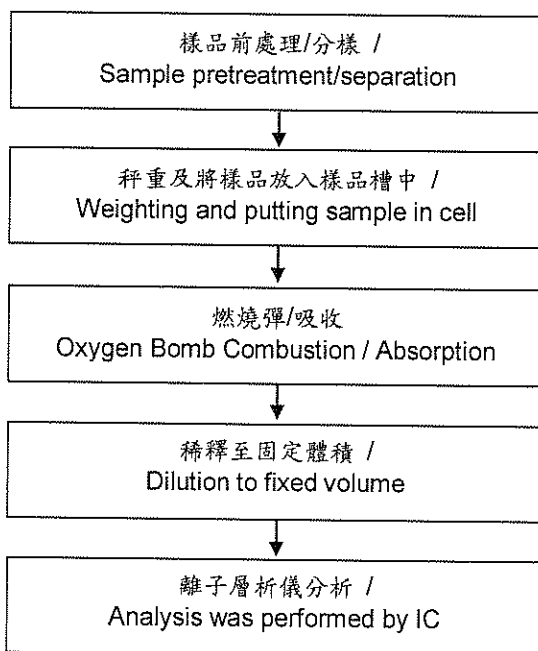 樣品前處理/分樣 /
Sample pretreatment/separation
秤重及將樣品放入樣品槽中 /
Weighting and putting sample in cell
燃燒彈/吸收
Oxygen Bomb Combustion / Absorption
稀釋至固定體積 /
Dilution to fixed volume
離子層析儀分析 /
Analysis was performed by IC